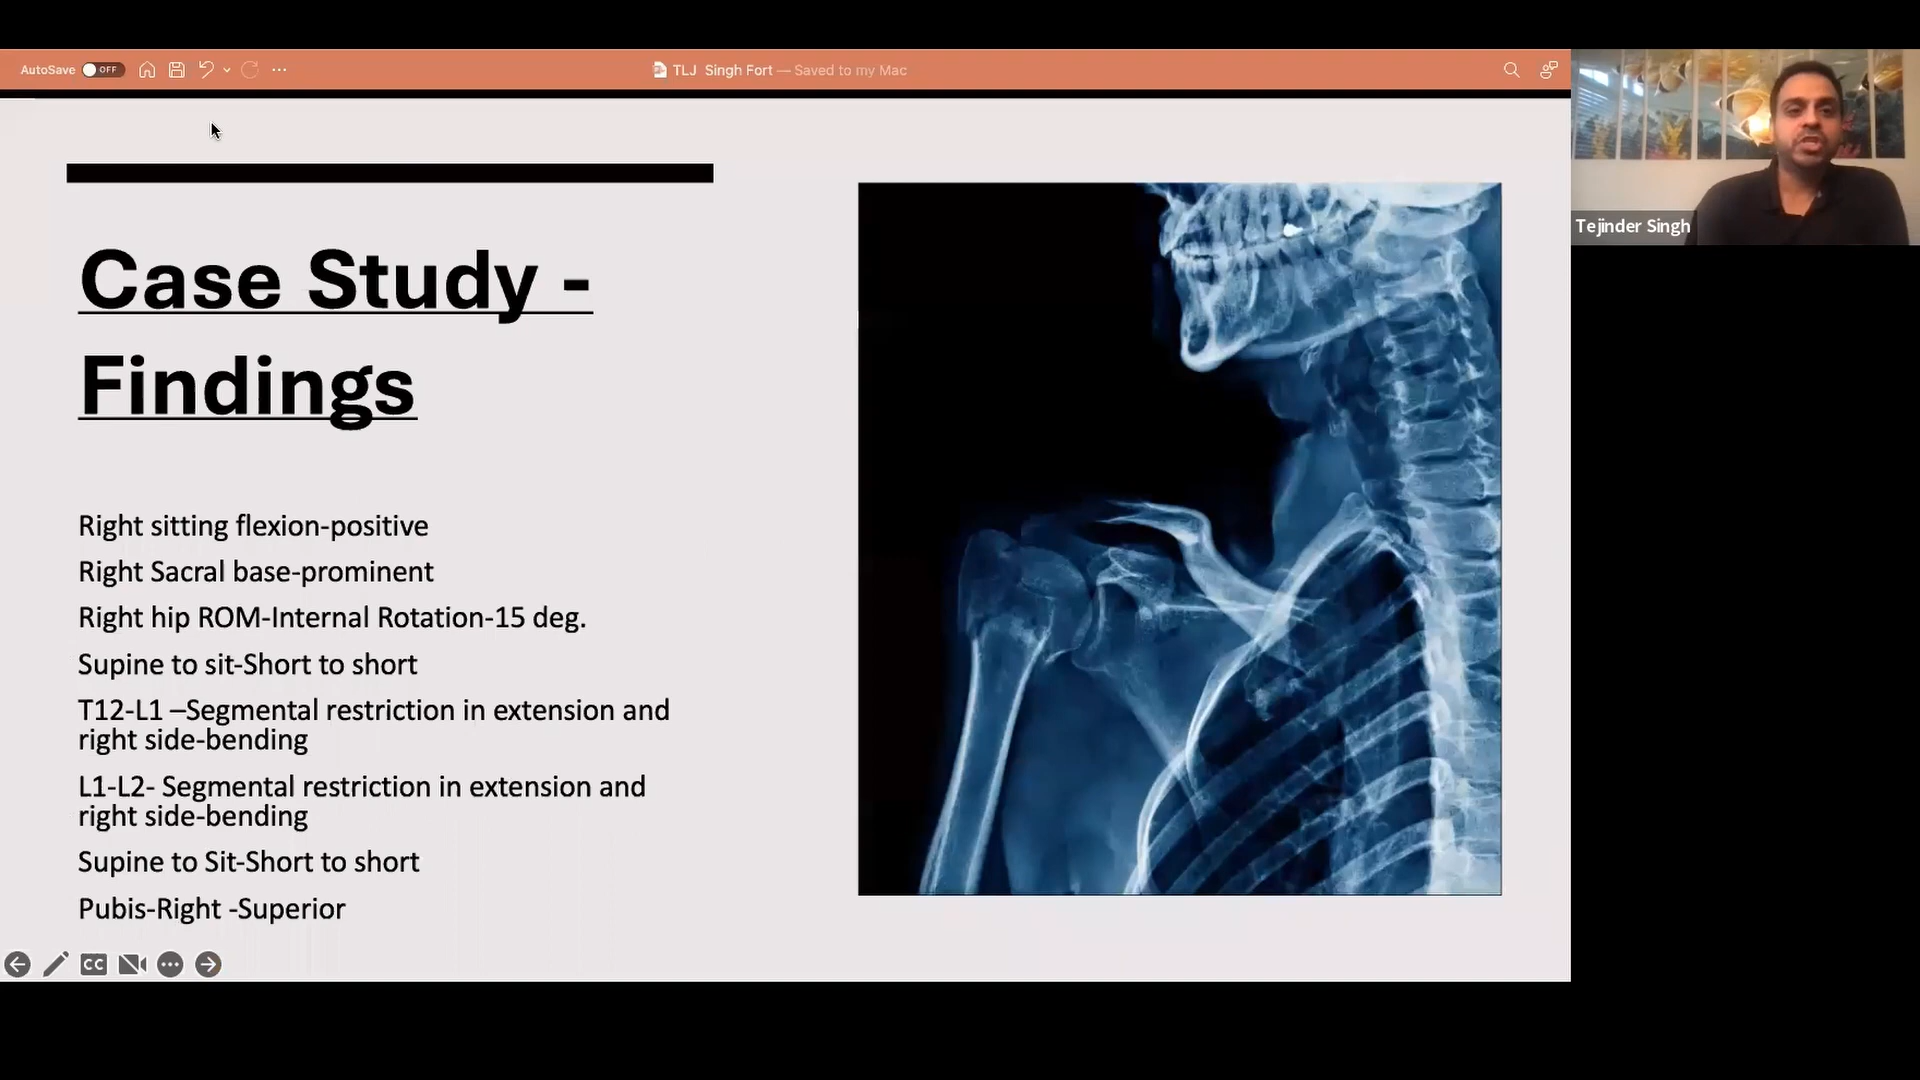 AutoSave OFF
TLJ Singh Fort — Saved to my Mac
Tejinder Singh
Case Study -
Findings
Right sitting flexion-positive
Right Sacral base-prominent
Right hip ROM-Internal Rotation-15 deg.
Supine to sit-Short to short
T12-L1 –Segmental restriction in extension and
right side-bending
L1-L2- Segmental restriction in extension and
right side-bending
Supine to Sit-Short to short
Pubis-Right -Superior
CC